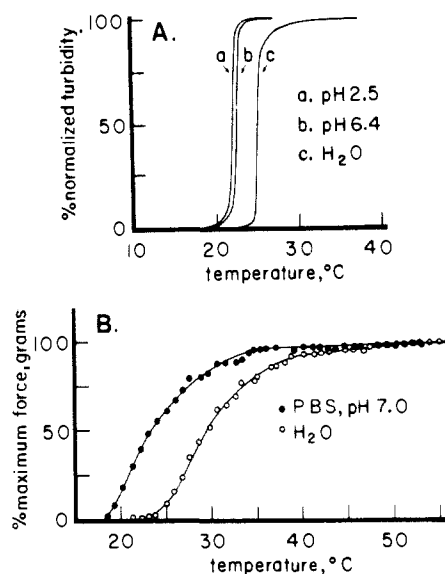 A.
% normalized turbidity
100
50
0
a
b
c
a. pH 2.5
b. pH 6.4
c. H2O
10
20
30
40
temperature, °C
B.
% maximum force, grams
100
50
0
● PBS, pH 7.0
○ H2O
20
30
40
50
temperature, °C